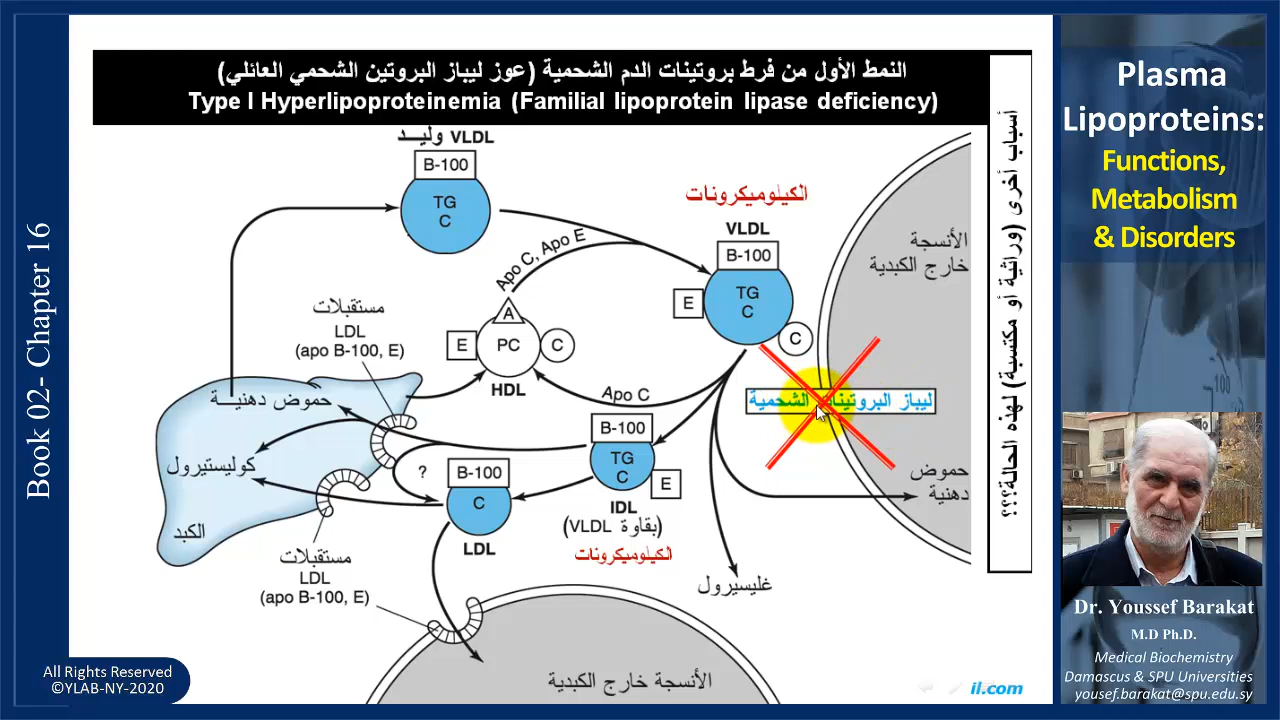 النمط الأول من فرط بروتينات الدم الشحمية (عوز ليباز البروتين الشحمي العائلي)
Type I Hyperlipoproteinemia (Familial lipoprotein lipase deficiency)
أسباب أخرى (وراثية أو مكتسبة) لهذه الحالة؟؟؟
VLDL وليـــد
B-100
TG
C
الكيلوميكرونات
VLDL
B-100
E
TG
C
C
الأنسجة
خارج الكبدية
Apo C, Apo E
مستقبلات
LDL
(apo B-100, E)
A
E
PC
C
HDL
Apo C
ليباز البروتينات الشحمية
حموض دهنيـــة
كوليستيرول
الكبد
B-100
TG
C
E
IDL
(بقاوة VLDL)
الكيلوميكرونات
?
B-100
C
LDL
حموض
دهنية
مستقبلات
LDL
(apo B-100, E)
غليسيرول
الأنسجة خارج الكبدية
il.com
Book 02- Chapter 16
All Rights Reserved
©YLAB-NY-2020
Plasma
Lipoproteins:
Functions,
Metabolism
& Disorders
100
Dr. Youssef Barakat
M.D Ph.D.
Medical Biochemistry
Damascus & SPU Universities
yousef.barakat@spu.edu.sy